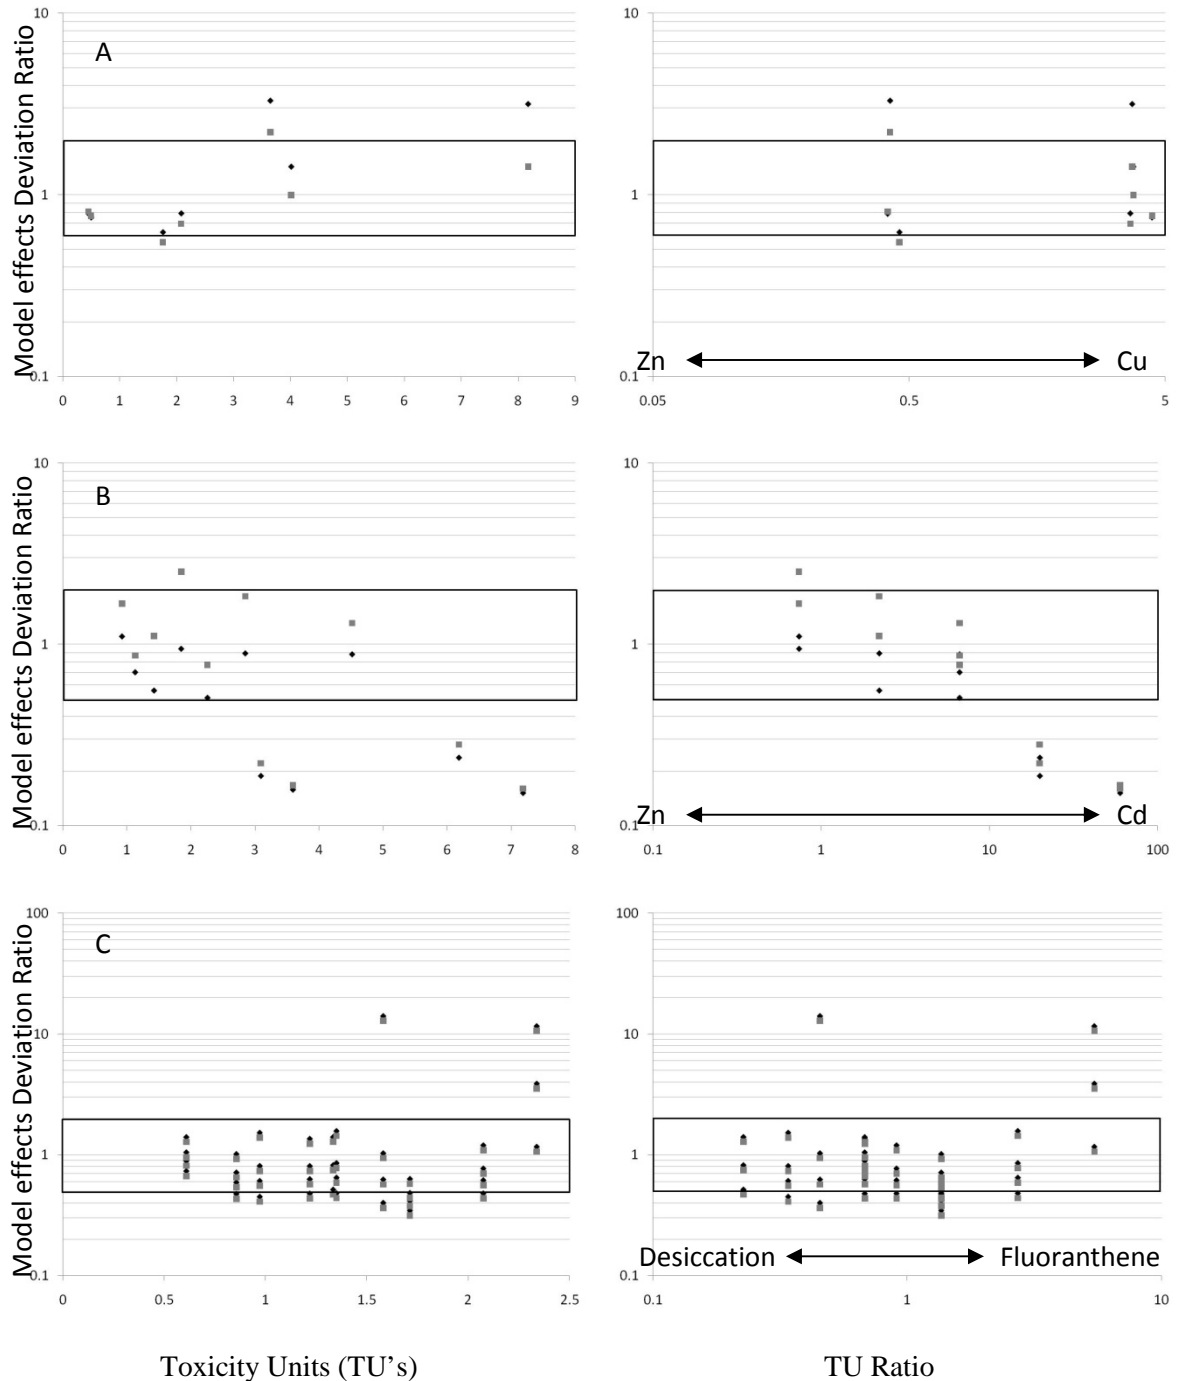 Model effects Deviation Ratio
A
10
1
0.1
0 1 2 3 4 5 6 7 8 9
10
1
0.1
Zn Cu
0.05 0.5 5
Model effects Deviation Ratio
B
10
1
0.1
0 1 2 3 4 5 6 7 8
10
1
0.1
Zn Cd
0.1 1 10 100
Model effects Deviation Ratio
C
100
10
1
0.1
0 0.5 1 1.5 2 2.5
100
10
1
0.1
Desiccation Fluoranthene
0.1 1 10
Toxicity Units (TU's)
TU Ratio